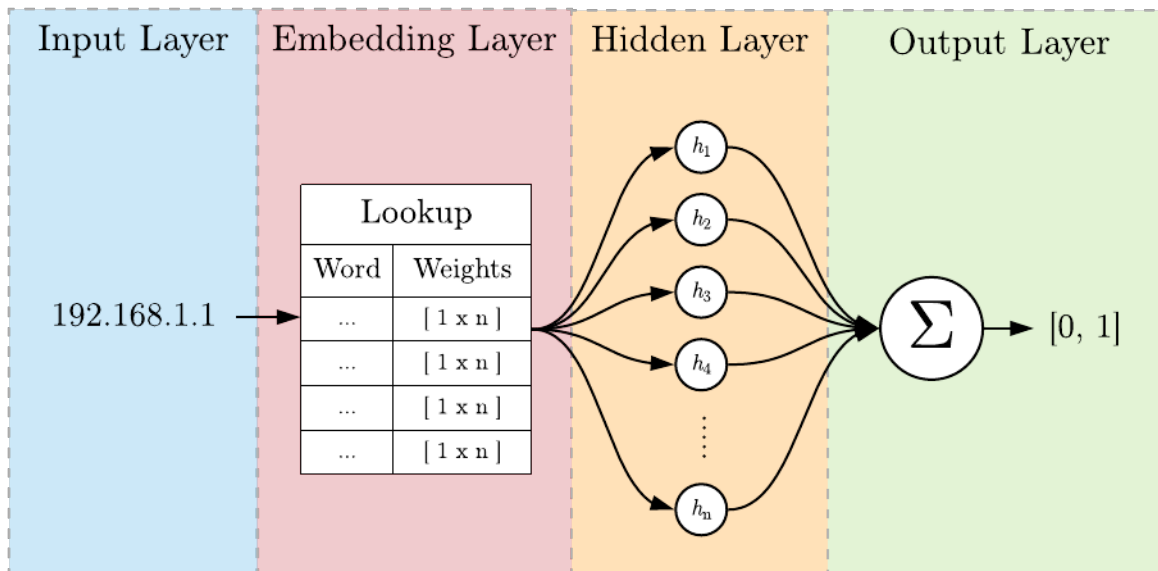 Input Layer
Embedding Layer
Hidden Layer
Output Layer
192.168.1.1
Lookup
Word Weights
... [ 1 x n ]
... [ 1 x n ]
... [ 1 x n ]
... [ 1 x n ]
h₁
h₂
h₃
h₄
......
hₙ
Σ
[0, 1]